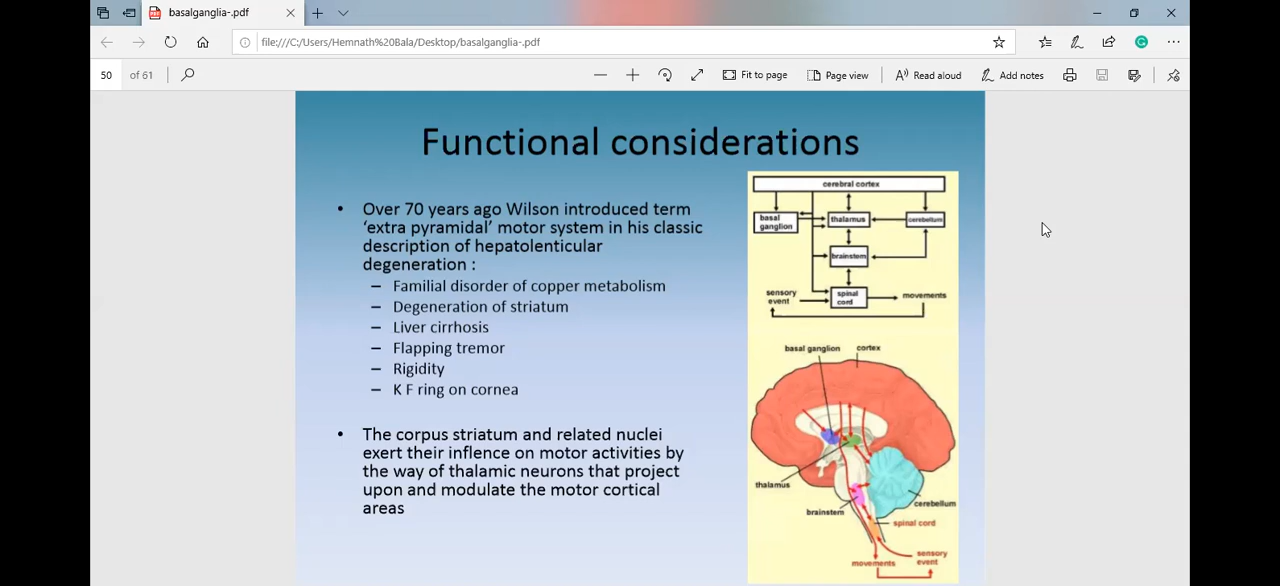 basalganglia-.pdf
file:///C:/Users/Hemnath%20Bala/Desktop/basalganglia-.pdf
50 of 61
Fit to page
Page view
Read aloud
Add notes
Functional considerations
• Over 70 years ago Wilson introduced term
‘extra pyramidal’ motor system in his classic
description of hepatolenticular
degeneration :
– Familial disorder of copper metabolism
– Degeneration of striatum
– Liver cirrhosis
– Flapping tremor
– Rigidity
– K F ring on cornea
• The corpus striatum and related nuclei
exert their inflence on motor activities by
the way of thalamic neurons that project
upon and modulate the motor cortical
areas
cerebral cortex
basal
ganglion
thalamus
cerebellum
brainstem
sensory
event
spinal
cord
movements
basal ganglion
cortex
thalamus
brainstem
cerebellum
spinal cord
sensory
event
movements